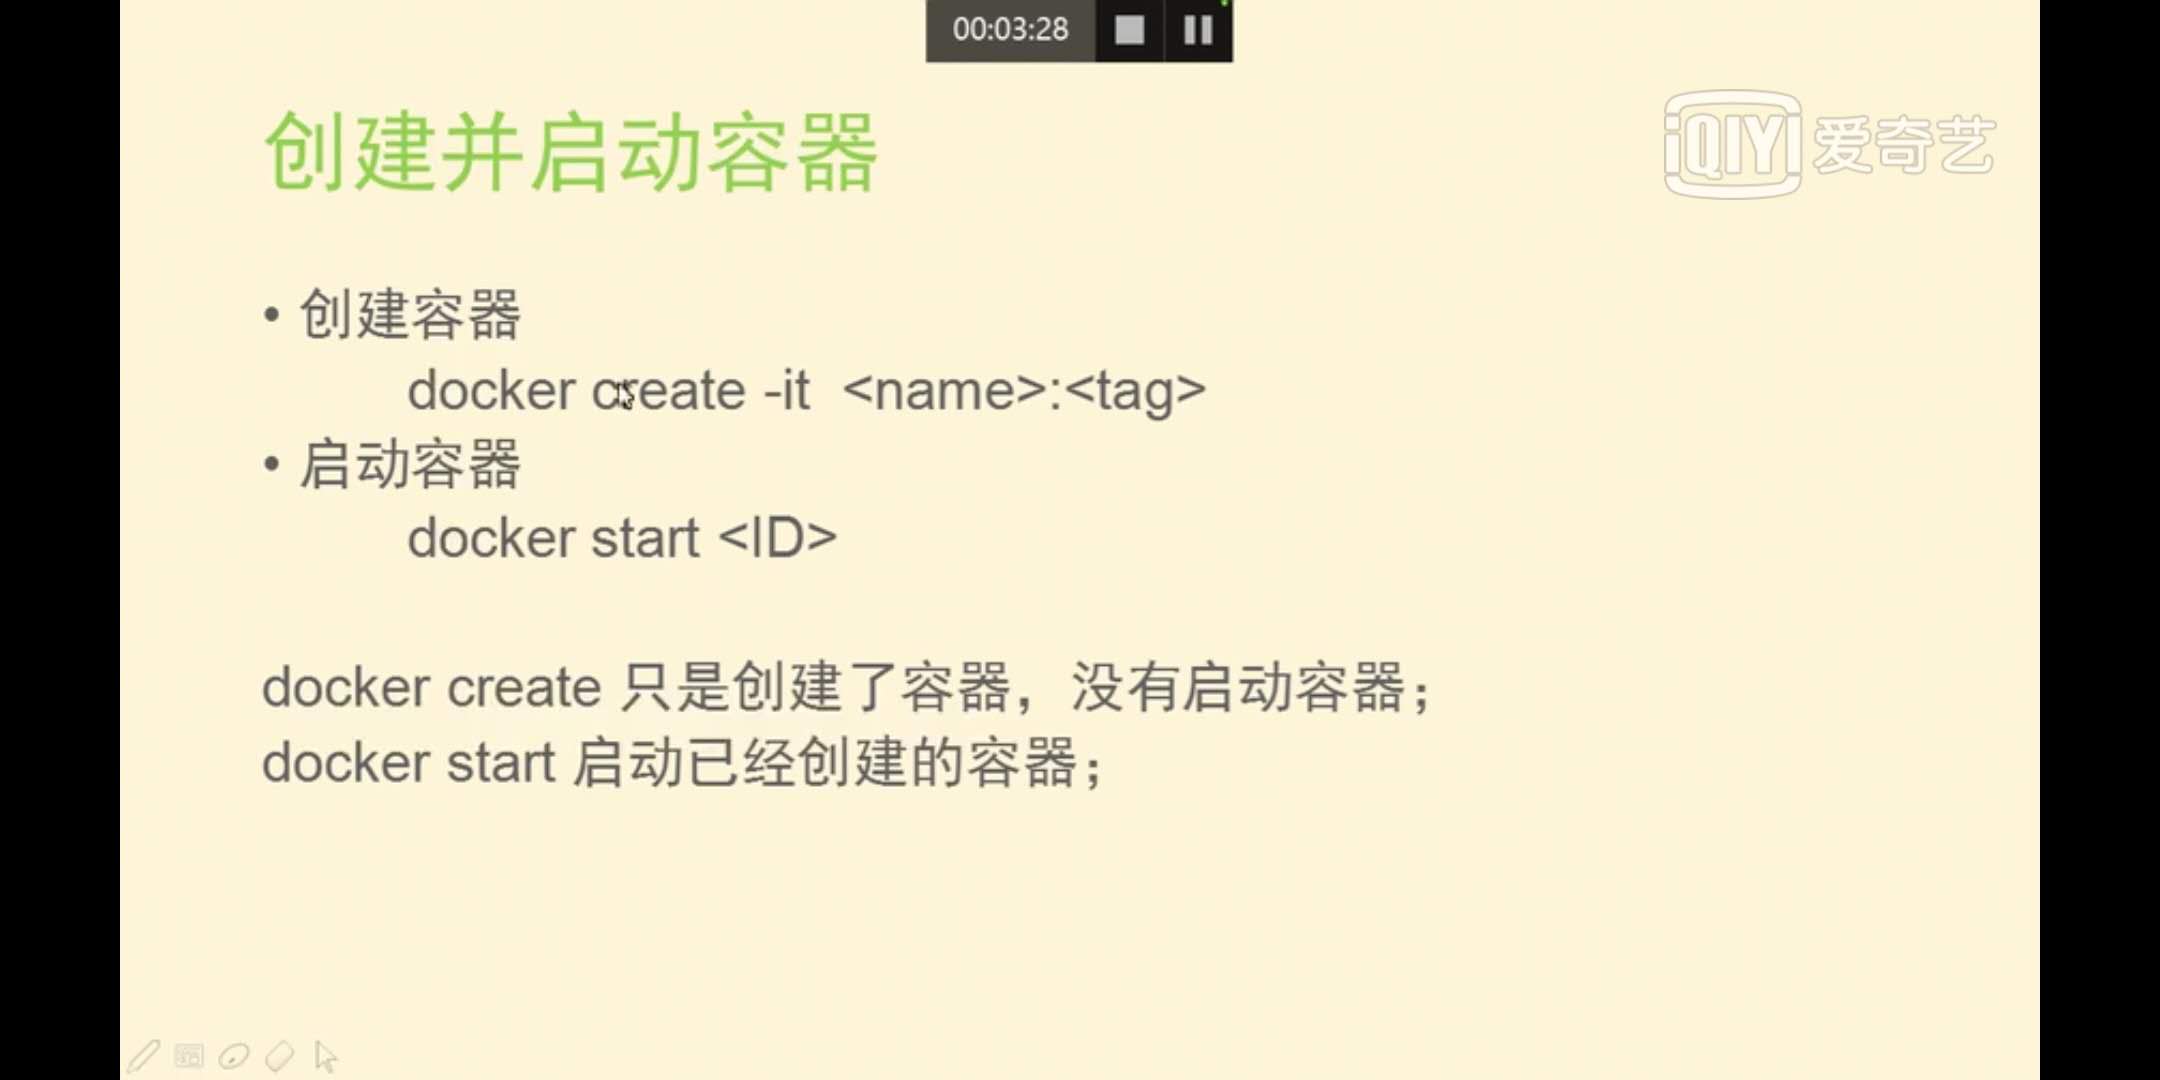 00:03:28
创建并启动容器
iQIYI 爱奇艺
• 创建容器
docker create -it  <name>:<tag>
• 启动容器
docker start <ID>
docker create 只是创建了容器，没有启动容器；
docker start 启动已经创建的容器；